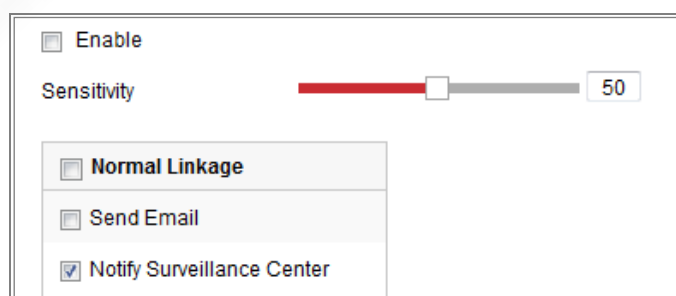 Enable
Sensitivity 50
Normal Linkage
Send Email
Notify Surveillance Center